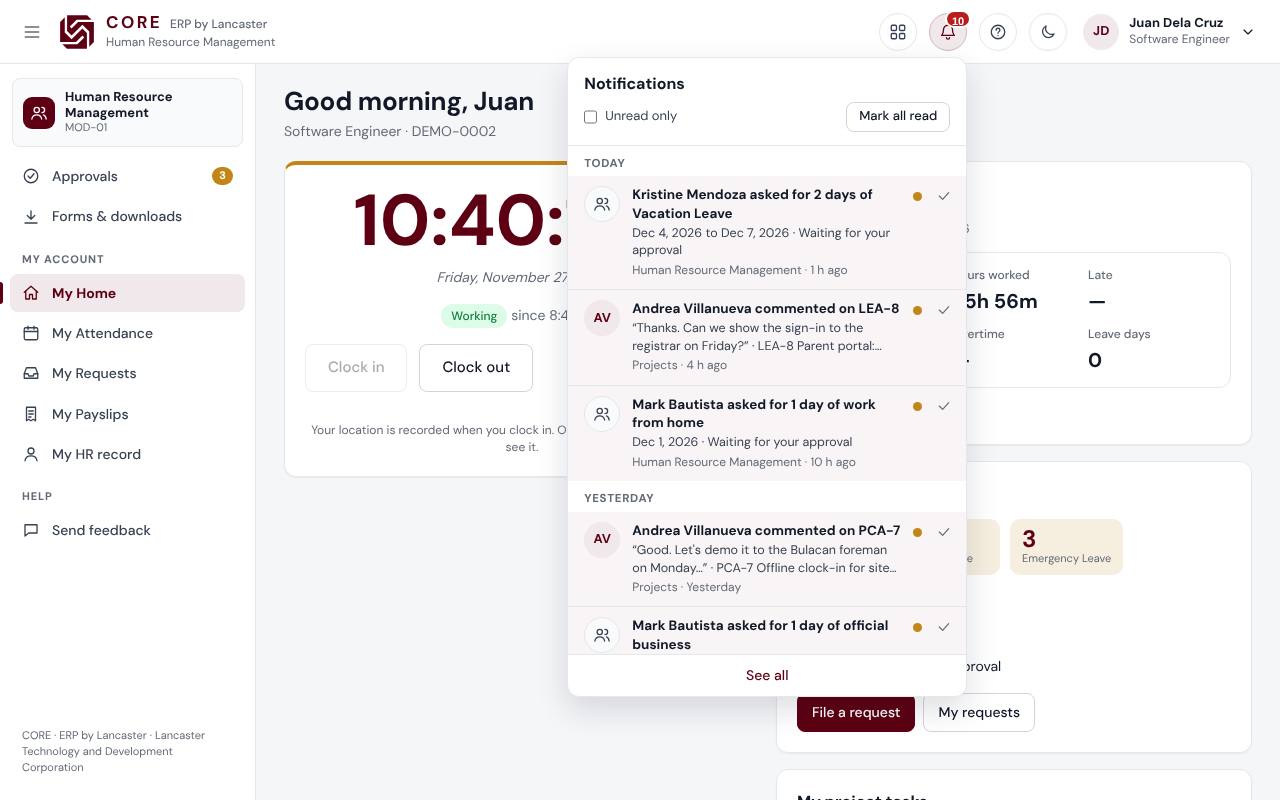 CORE ERP by Lancaster
Human Resource Management
10
JD
Juan Dela Cruz
Software Engineer
Human Resource
Management
MOD-01
Approvals
3
Forms & downloads
MY ACCOUNT
My Home
My Attendance
My Requests
My Payslips
My HR record
HELP
Send feedback
CORE · ERP by Lancaster · Lancaster
Technology and Development
Corporation
Good morning, Juan
Software Engineer · DEMO-0002
10:40:
Friday, November 27
Working since 8:4
Clock in
Clock out
Your location is recorded when you clock in. O
see it.
Notifications
Unread only
Mark all read
TODAY
Kristine Mendoza asked for 2 days of
Vacation Leave
Dec 4, 2026 to Dec 7, 2026 · Waiting for your
approval
Human Resource Management · 1 h ago
AV
Andrea Villanueva commented on LEA-8
“Thanks. Can we show the sign-in to the
registrar on Friday?” · LEA-8 Parent portal:…
Projects · 4 h ago
Mark Bautista asked for 1 day of work
from home
Dec 1, 2026 · Waiting for your approval
Human Resource Management · 10 h ago
YESTERDAY
AV
Andrea Villanueva commented on PCA-7
“Good. Let's demo it to the Bulacan foreman
on Monday…” · PCA-7 Offline clock-in for site…
Projects · Yesterday
Mark Bautista asked for 1 day of official
business
See all
urs worked
Late
5h 56m
—
ertime
Leave days
0
3
Emergency Leave
roval
File a request
My requests
My project tasks